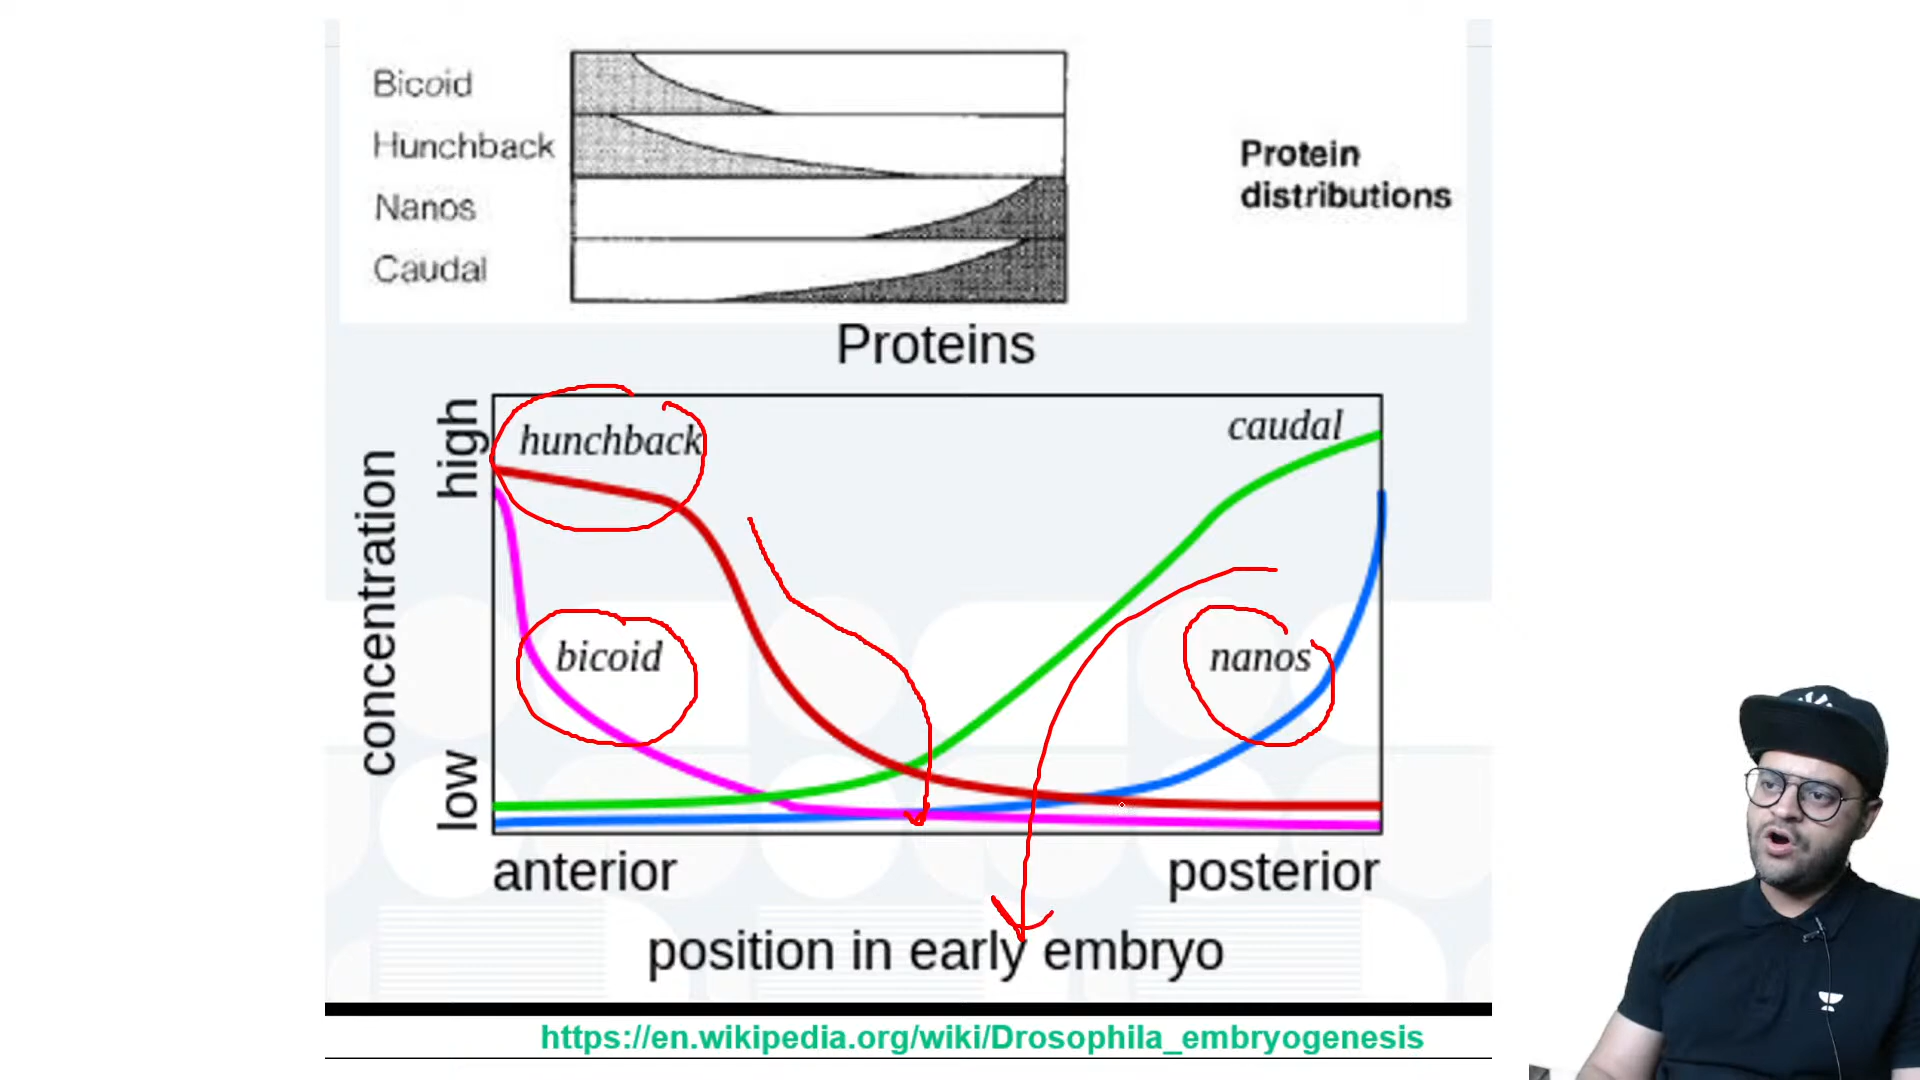 Bicoid
Hunchback
Nanos
Caudal
Protein
distributions
Proteins
concentration
high
low
hunchback
caudal
bicoid
nanos
anterior
posterior
position in early embryo
https://en.wikipedia.org/wiki/Drosophila_embryogenesis